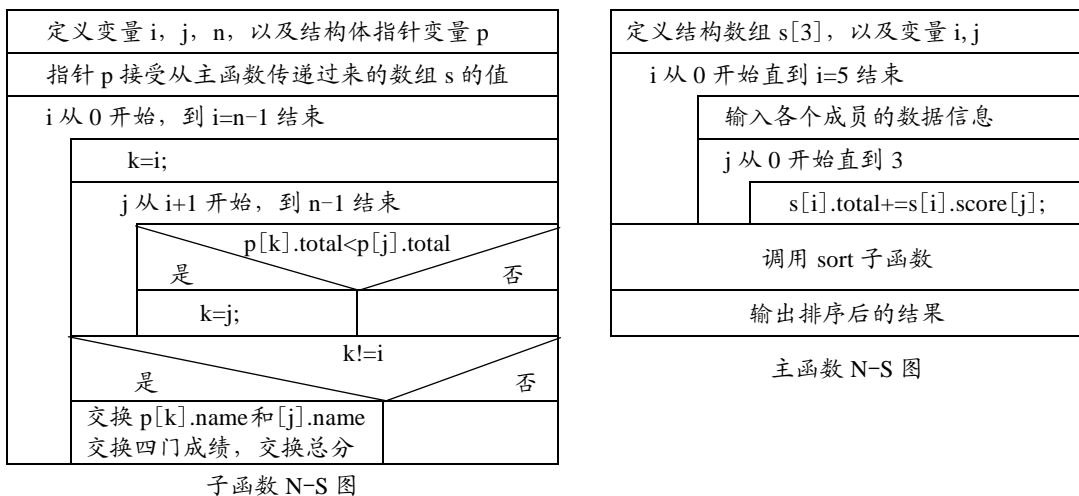 定义变量 i，j，n，以及结构体指针变量 p
指针 p 接受从主函数传递过来的数组 s 的值
i 从 0 开始，到 i=n-1 结束
k=i;
j 从 i+1 开始，到 n-1 结束
p[k].total<p[j].total
是
否
k=j;
k!=i
是
否
交换 p[k].name和[j].name
交换四门成绩，交换总分
子函数 N-S 图
定义结构数组 s[3]，以及变量 i, j
i 从 0 开始直到 i=5 结束
输入各个成员的数据信息
j 从 0 开始直到 3
s[i].total+=s[i].score[j];
调用 sort 子函数
输出排序后的结果
主函数 N-S 图